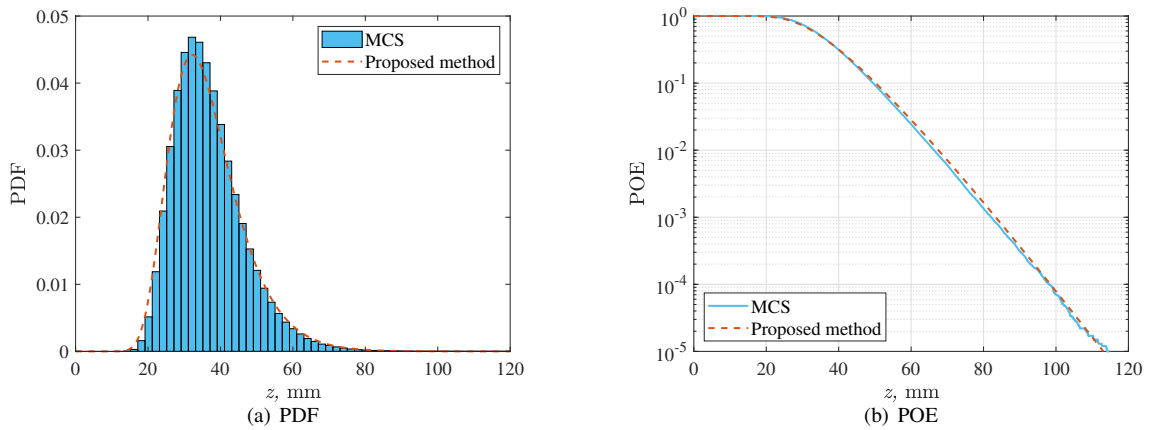 0.05
0.04
0.03
0.02
0.01
0
PDF
0 20 40 60 80 100 120
z, mm
MCS
Proposed method
(a) PDF
10^0
10^-1
10^-2
10^-3
10^-4
10^-5
POE
0 20 40 60 80 100 120
z, mm
MCS
Proposed method
(b) POE